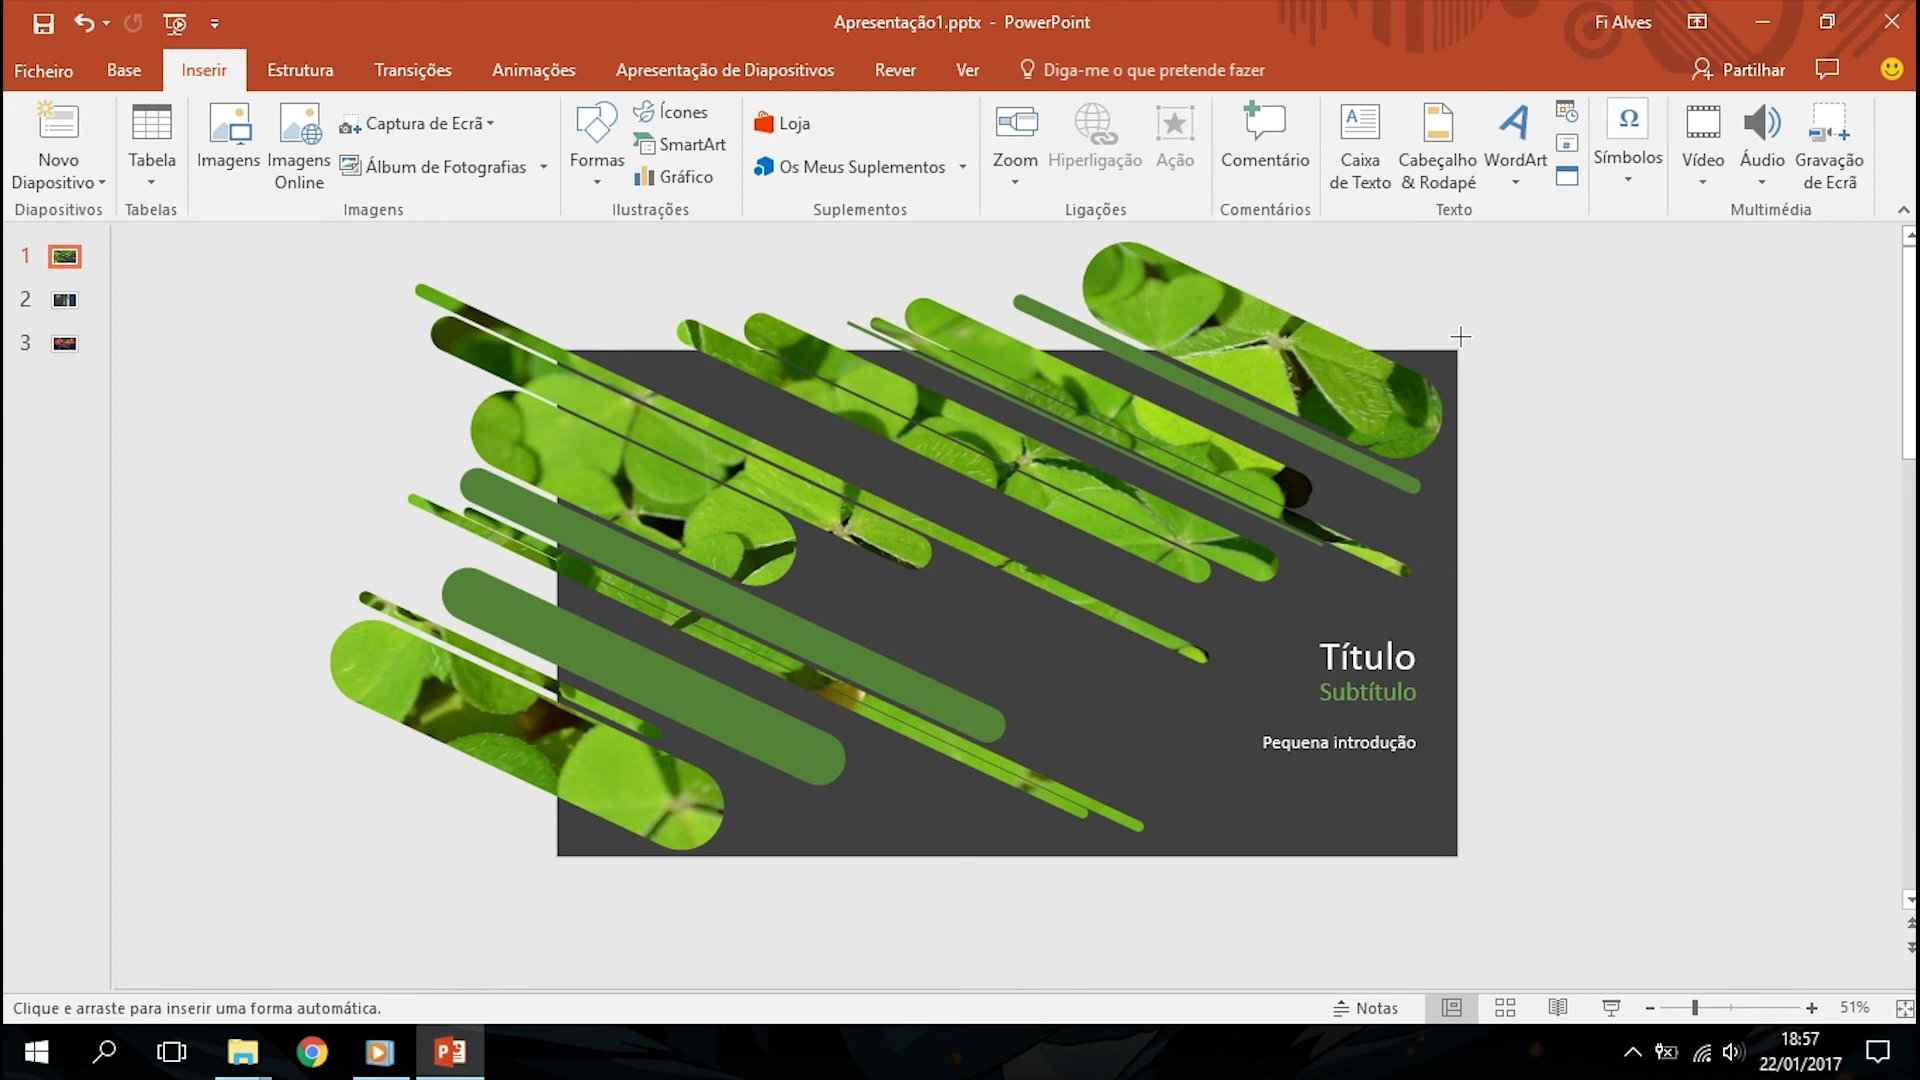 Apresentação1.pptx - PowerPoint
Fi Alves
Ficheiro
Base
Inserir
Estrutura
Transições
Animações
Apresentação de Diapositivos
Rever
Ver
Diga-me o que pretende fazer
Partilhar
Novo
Diapositivo
Diapositivos
Tabela
Tabelas
Imagens
Imagens
Online
Captura de Ecrã
Álbum de Fotografias
Imagens
Formas
Ícones
SmartArt
Gráfico
Ilustrações
Loja
Os Meus Suplementos
Suplementos
Zoom
Hiperligação
Ação
Ligações
Comentário
Comentários
Caixa
de Texto
Cabeçalho
& Rodapé
WordArt
Texto
Símbolos
Vídeo
Áudio
Gravação
de Ecrã
Multimédia
1
2
3
Título
Subtítulo
Pequena introdução
Clique e arraste para inserir uma forma automática.
Notas
51%
18:57
22/01/2017